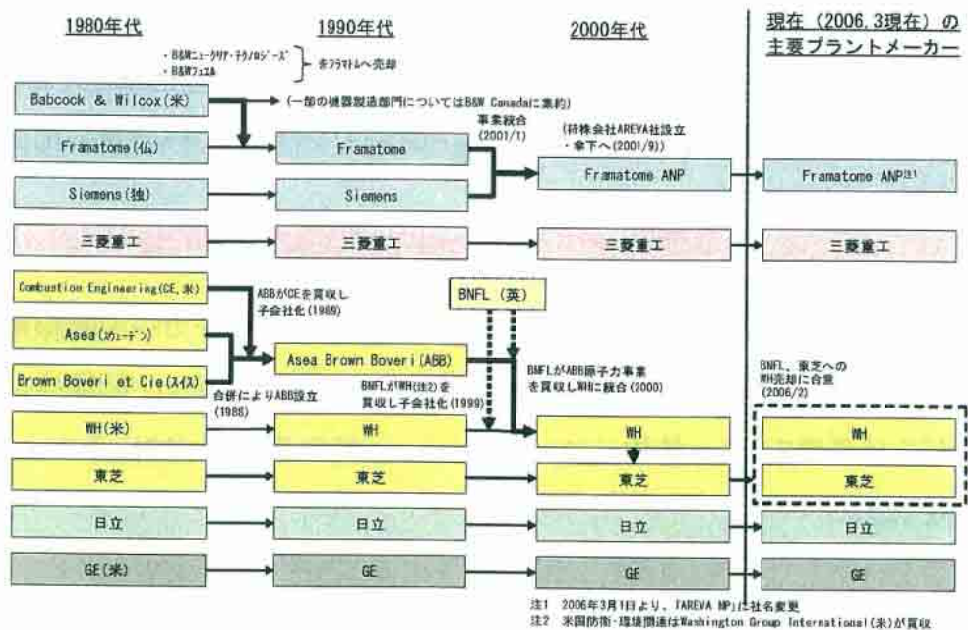 1980年代
1990年代
2000年代
現在（2006.3現在）の
主要プラントメーカー
・B&Wニュークリア・テクノロジーズ
・B&Wフュエル
をフラマトムへ売却
Babcock & Wilcox(米)
(一部の機器製造部門についてはB&W Canadaに集約)
事業統合
(2001/1)
(持株会社AREVA社設立
・傘下へ(2001/9))
Framatome(仏)
Framatome
Framatome ANP
Framatome ANP注1
Siemens(独)
Siemens
三菱重工
三菱重工
三菱重工
三菱重工
Combustion Engineering(CE,米)
ABBがCEを買収し
子会社化(1989)
BNFL (英)
Asea(スウェーデン)
Asea Brown Boveri(ABB)
Brown Boveri et Cie(スイス)
合併によりABB設立
(1988)
BNFLがWH(注2)を
買収し子会社化(1999)
BNFLがABB原子力事業
を買収しWHに統合(2000)
BNFL、東芝への
WH売却に合意
(2006/2)
WH(米)
WH
WH
WH
東芝
東芝
東芝
東芝
日立
日立
日立
日立
GE(米)
GE
GE
GE
注1 2006年3月1日より、「AREVA NP」に社名変更
注2 米国防衛・環境関連はWashington Group International(米)が買収